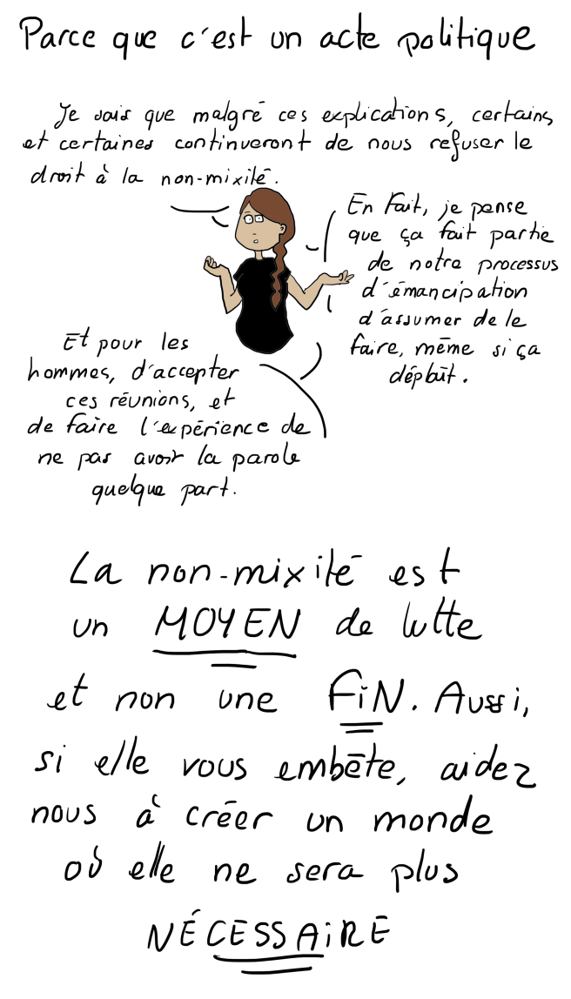 Parce que c'est un acte politique
Je sais que malgré ces explications, certains
et certaines continueront de nous refuser le
droit à la non-mixité.
En fait, je pense
que ça fait partie
de notre processus
d'émancipation
d'assumer de le
faire, même si ça
déplaît.
Et pour les
hommes, d'accepter
ces réunions, et
de faire l'expérience de
ne pas avoir la parole
quelque part.
La non-mixité est
un MOYEN de lutte
et non une FiN. Aussi,
si elle vous embête, aidez
nous à créer un monde
où elle ne sera plus
NÉCESSAiRE